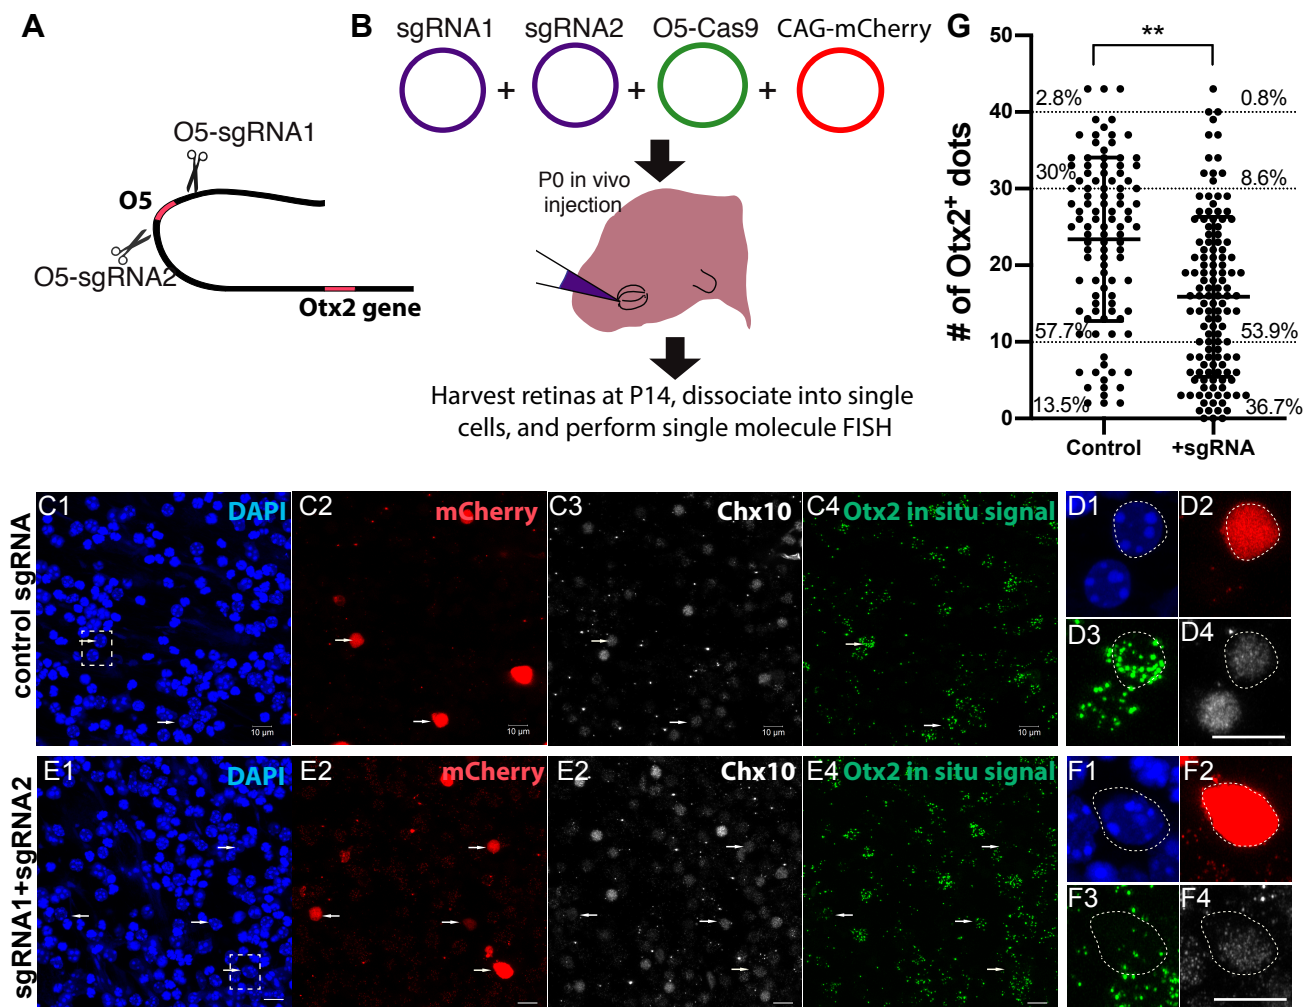 A
O5-sgRNA1
O5
O5-sgRNA2
Otx2 gene
B
sgRNA1 sgRNA2 O5-Cas9 CAG-mCherry
+ + +
P0 in vivo
injection
Harvest retinas at P14, dissociate into single
cells, and perform single molecule FISH
G
**
# of Otx2+ dots
50
40
30
20
10
0
2.8% 0.8%
30% 8.6%
57.7% 53.9%
13.5% 36.7%
Control +sgRNA
control sgRNA
C1 DAPI
C2 mCherry
C3 Chx10
C4 Otx2 in situ signal
10 µm
10 µm
10 µm
10 µm
D1 D2
D3 D4
sgRNA1+sgRNA2
E1 DAPI
E2 mCherry
E2 Chx10
E4 Otx2 in situ signal
F1 F2
F3 F4